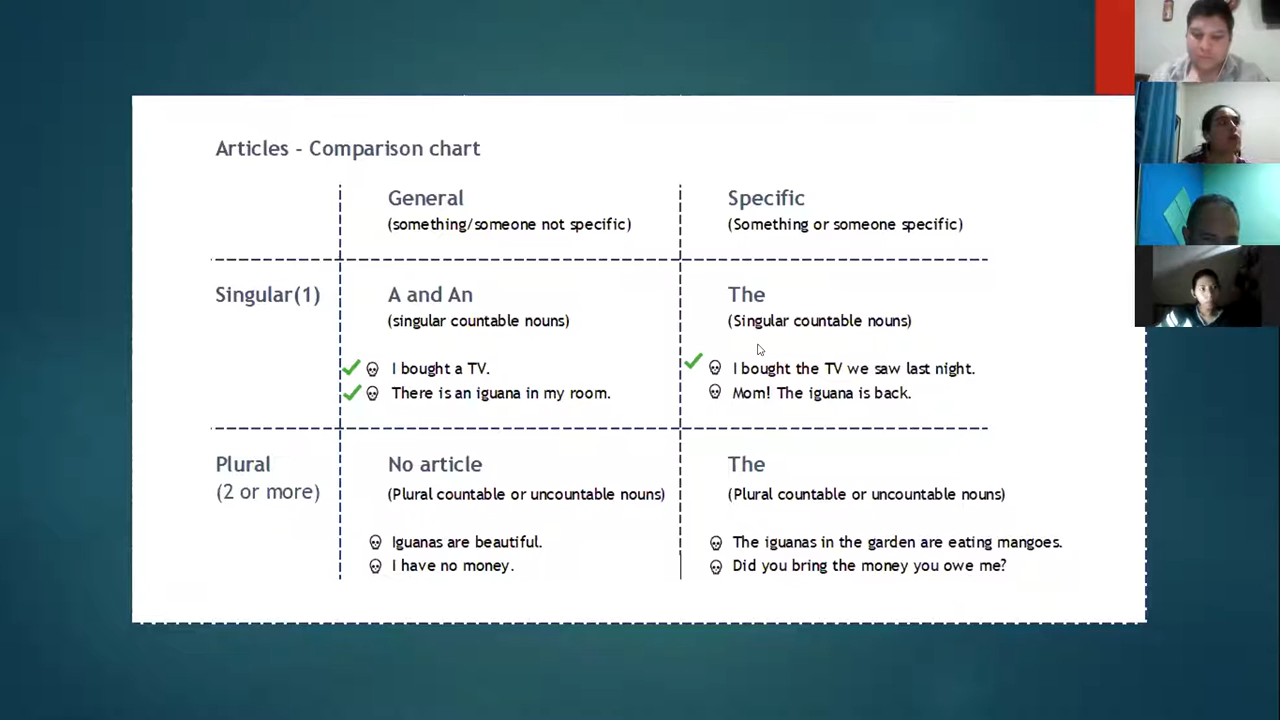 Articles - Comparison chart
General
(something/someone not specific)
Specific
(Something or someone specific)
Singular(1)
A and An
(singular countable nouns)
I bought a TV.
There is an iguana in my room.
The
(Singular countable nouns)
I bought the TV we saw last night.
Mom! The iguana is back.
Plural
(2 or more)
No article
(Plural countable or uncountable nouns)
Iguanas are beautiful.
I have no money.
The
(Plural countable or uncountable nouns)
The iguanas in the garden are eating mangoes.
Did you bring the money you owe me?